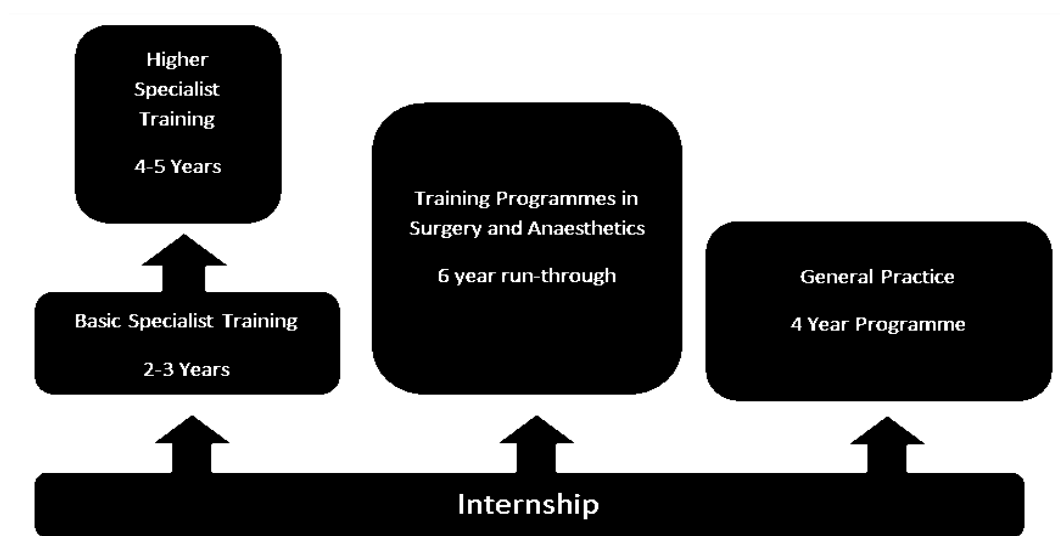 Higher
Specialist
Training
4-5 Years
Basic Specialist Training
2-3 Years
Training Programmes in
Surgery and Anaesthetics
6 year run-through
General Practice
4 Year Programme
Internship